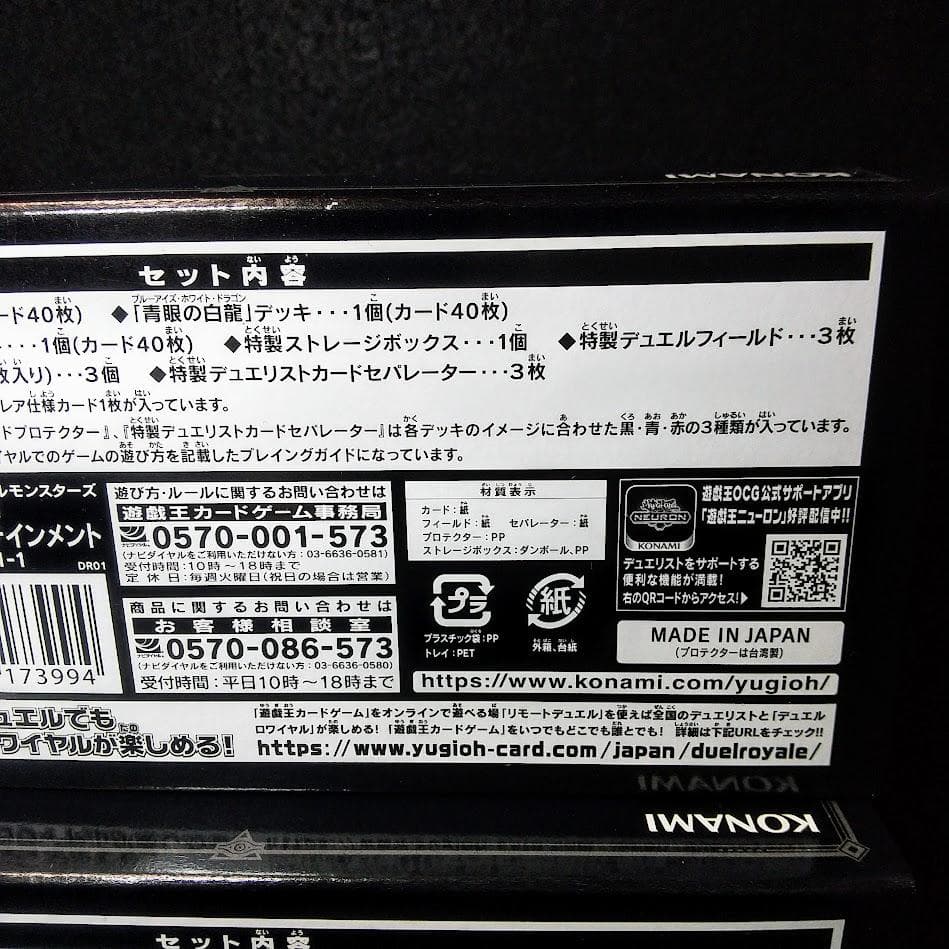 KONAMI
セット内容
ード40枚) ◆「青眼の白龍」デッキ・・・1個(カード40枚)
・・・1個(カード40枚) ◆特製ストレージボックス・・・1個 ◆特製デュエルフィールド・・・3枚
枚入り)・・・3個 ◆特製デュエリストカードセパレーター・・・3枚
レア仕様カード1枚が入っています。
ドプロテクター』、『特製デュエリストカードセパレーター』は各デッキのイメージに合わせた黒・青・赤の3種類が入っています。
イヤルでのゲームの遊び方を記載したプレイングガイドになっています。
ルモンスターズ
ーインメント
1-1
DR01
173994
遊び方・ルールに関するお問い合わせは
遊戯王カードゲーム事務局
0570-001-573
(ナビダイヤルをご利用いただけない方:03-6636-0581)
受付時間:10時~18時まで
定休日:毎週火曜日(祝日の場合は営業)
商品に関するお問い合わせは
お客様相談室
0570-086-573
(ナビダイヤルをご利用いただけない方:03-6636-0580)
受付時間:平日10時~18時まで
材質表示
カード:紙
フィールド:紙 セパレーター:紙
プロテクター:PP
ストレージボックス:ダンボール、PP
プラ
プラスチック袋:PP
トレイ:PET
紙
外箱、台紙
NEURON
KONAMI
遊戯王OCG公式サポートアプリ
「遊戯王ニューロン」好評配信中!!
デュエリストをサポートする
便利な機能が満載!
右のQRコードからアクセス!▶
MADE IN JAPAN
(プロテクターは台湾製)
https://www.konami.com/yugioh/
ュエルでも
ワイヤルが楽しめる!
「遊戯王カードゲーム」をオンラインで遊べる場「リモートデュエル」を使えば全国のデュエリストと「デュエル
ロワイヤル」が楽しめる! 「遊戯王カードゲーム」をいつでもどこでも誰とでも! 詳細は下記URLをチェック!!
https://www.yugioh-card.com/japan/duelroyale/
KONAMI
KONAMI
セット内容